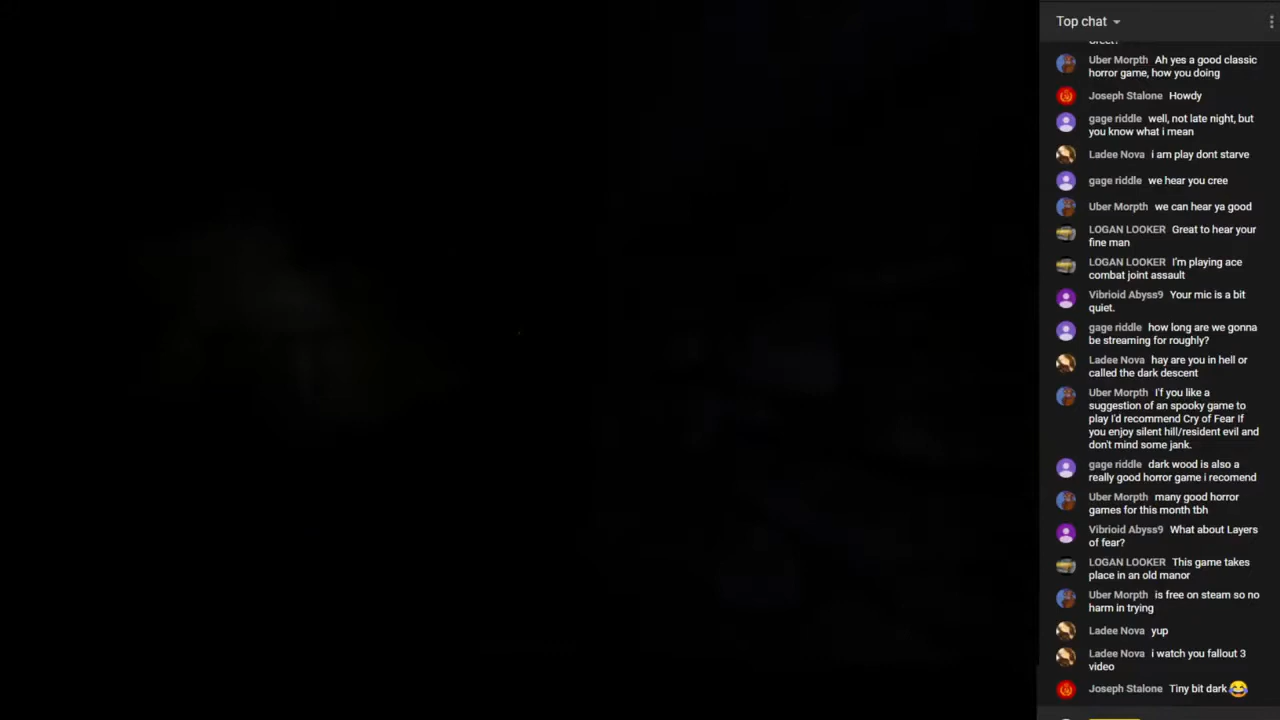 Top chat
Uber Morpth Ah yes a good classic
horror game, how you doing
Joseph Stalone Howdy
gage riddle well, not late night, but
you know what i mean
Ladee Nova i am play dont starve
gage riddle we hear you cree
Uber Morpth we can hear ya good
LOGAN LOOKER Great to hear your
fine man
LOGAN LOOKER I'm playing ace
combat joint assault
Vibrioid Abyss9 Your mic is a bit
quiet.
gage riddle how long are we gonna
be streaming for roughly?
Ladee Nova hay are you in hell or
called the dark descent
Uber Morpth I'f you like a
suggestion of an spooky game to
play I'd recommend Cry of Fear If
you enjoy silent hill/resident evil and
don't mind some jank.
gage riddle dark wood is also a
really good horror game i recomend
Uber Morpth many good horror
games for this month tbh
Vibrioid Abyss9 What about Layers
of fear?
LOGAN LOOKER This game takes
place in an old manor
Uber Morpth is free on steam so no
harm in trying
Ladee Nova yup
Ladee Nova i watch you fallout 3
video
Joseph Stalone Tiny bit dark😂